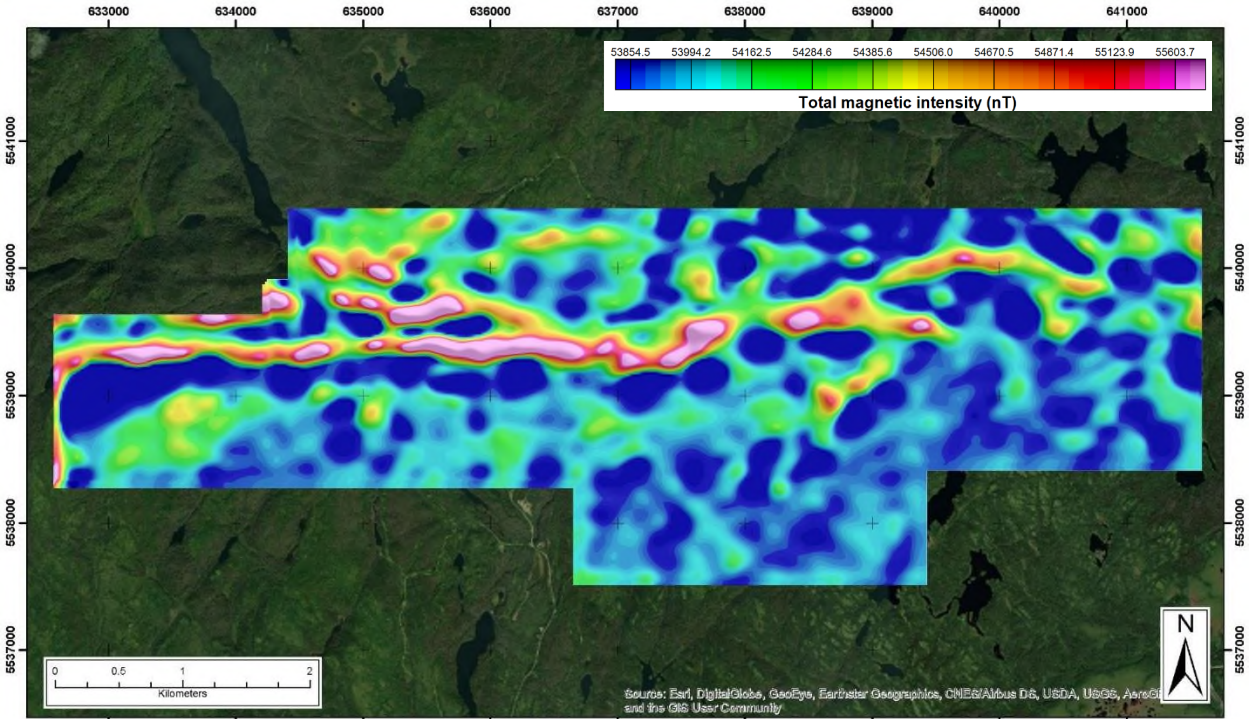 633000 634000 635000 636000 637000 638000 639000 640000 641000
53854.5 53994.2 54162.5 54284.6 54385.6 54506.0 54670.5 54871.4 55123.9 55603.7
Total magnetic intensity (nT)
5541000 5541000
5540000 5540000
5539000 5539000
5538000 5538000
5537000 5537000
N
0 0.5 1 2
Kilometers
Source: Esri, DigitalGlobe, GeoEye, Earthstar Geographics, CNES/Airbus DS, USDA, USGS, AeroG
and the GIS User Community